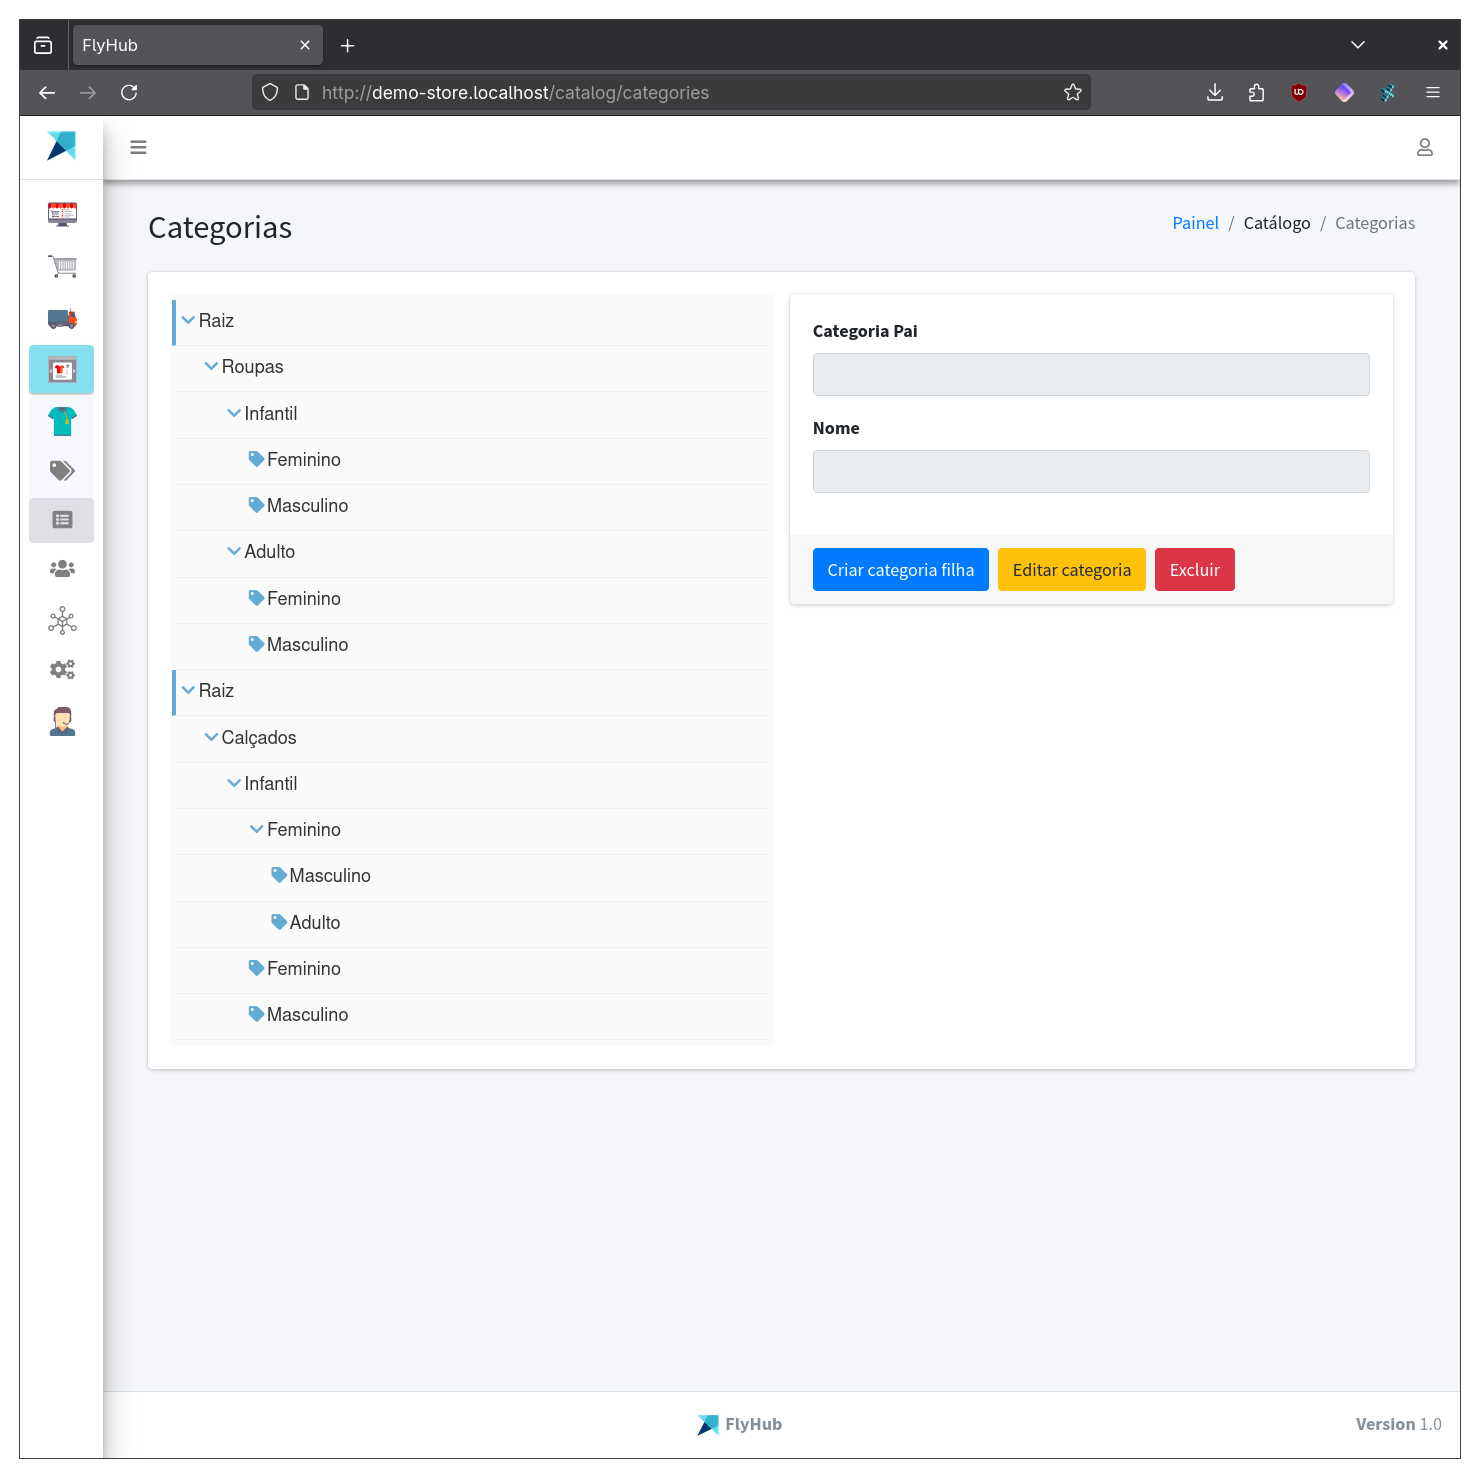 FlyHub
http://demo-store.localhost/catalog/categories
Categorias
Painel / Catálogo / Categorias
Raiz
Roupas
Infantil
Feminino
Masculino
Adulto
Feminino
Masculino
Raiz
Calçados
Infantil
Feminino
Masculino
Adulto
Feminino
Masculino
Categoria Pai
Nome
Criar categoria filha
Editar categoria
Excluir
FlyHub
Version 1.0